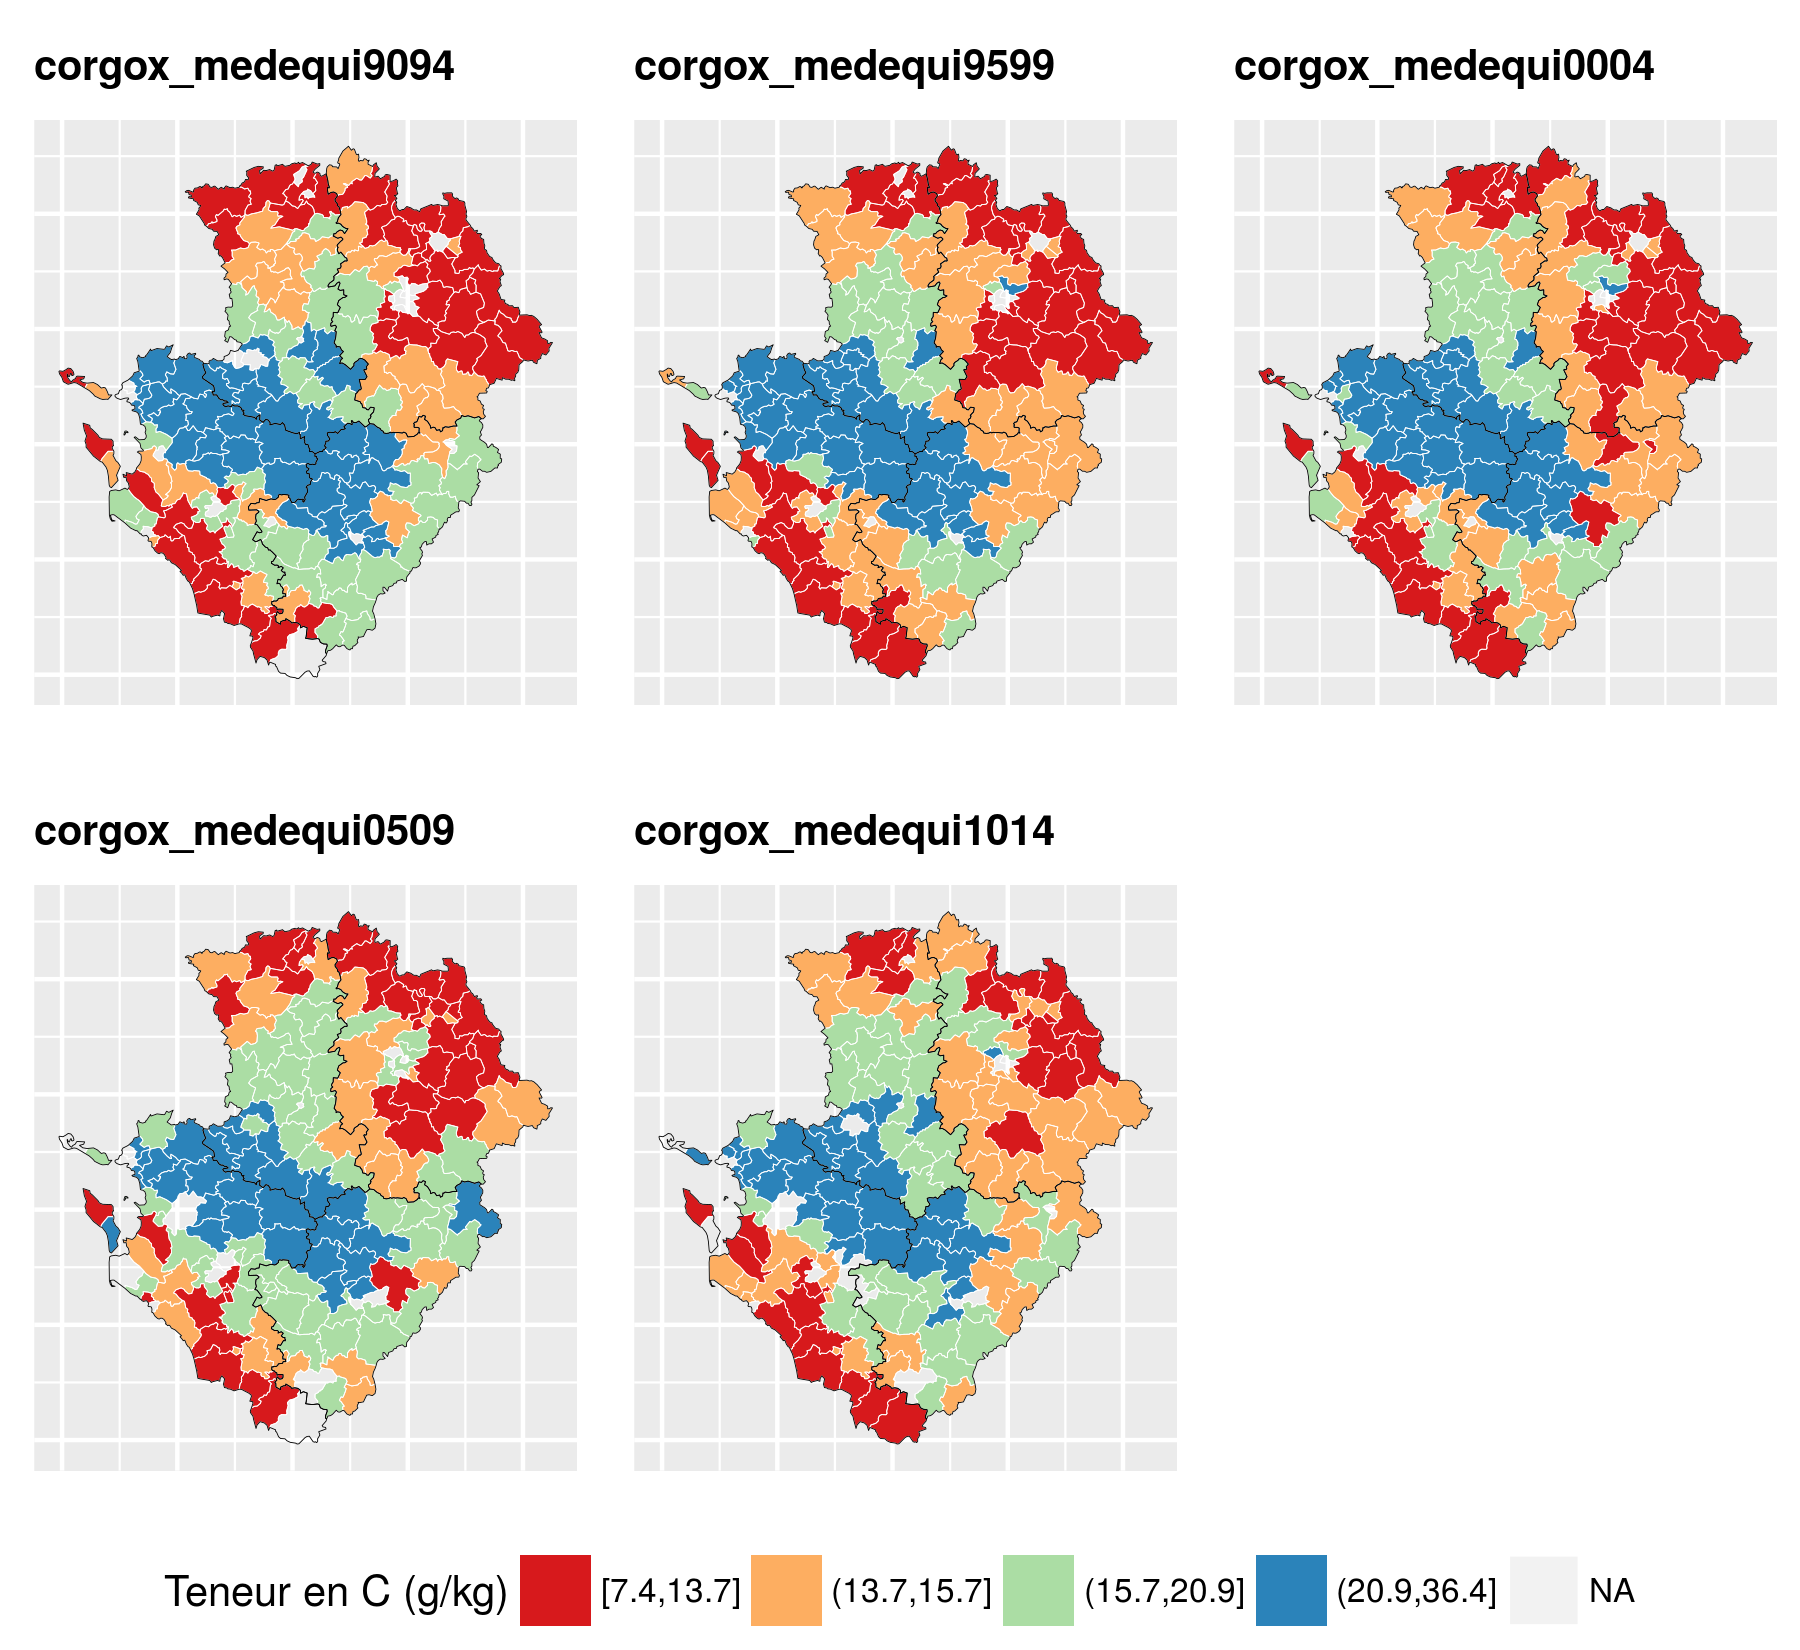 corgox_medequi9094
corgox_medequi9599
corgox_medequi0004
corgox_medequi0509
corgox_medequi1014
Teneur en C (g/kg) [7.4,13.7] (13.7,15.7] (15.7,20.9] (20.9,36.4] NA